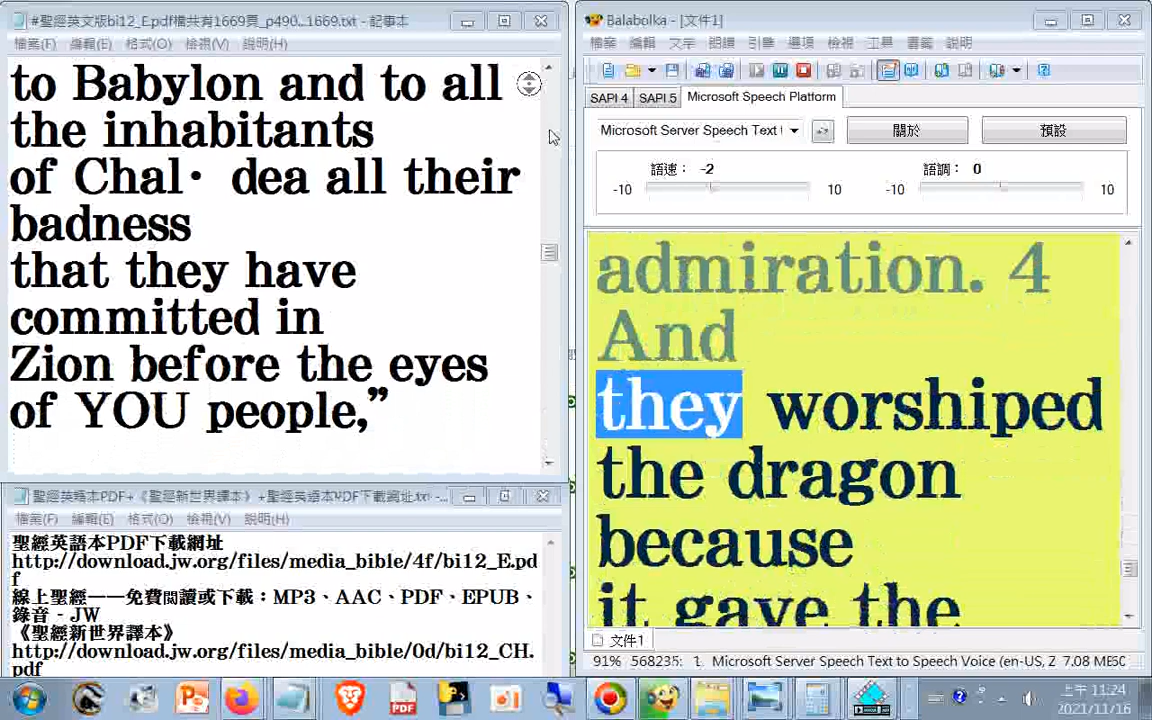 #聖經英文版bi12_E.pdf檔共有1669頁_p490...1669.txt - 記事本
檔案(F) 編輯(E) 格式(O) 檢視(V) 說明(H)
to Babylon and to all
the inhabitants
of Chal· dea all their
badness
that they have
committed in
Zion before the eyes
of YOU people,”
聖經英語本PDF+《聖經新世界譯本》+聖經英語本PDF下載網址.txt -...
檔案(F) 編輯(E) 格式(O) 檢視(V) 說明(H)
聖經英語本PDF下載網址
http://download.jw.org/files/media_bible/4f/bi12_E.pd
f
線上聖經——免費閱讀或下載：MP3、AAC、PDF、EPUB、
錄音 - JW
《聖經新世界譯本》
http://download.jw.org/files/media_bible/0d/bi12_CH.
pdf
Balabolka - [文件1]
檔案 編輯 文字 朗讀 引擎 選項 檢視 工具 書籤 說明
SAPI 4 SAPI 5 Microsoft Speech Platform
Microsoft Server Speech Text 關於 預設
語速： -2 語調： 0
-10 10 -10 10
admiration. 4
And
they worshiped
the dragon
because
it gave the
文件1
91% 568235: 1 Microsoft Server Speech Text to Speech Voice (en-US, Z 7.08 МБ
上午 11:24
2021/11/16